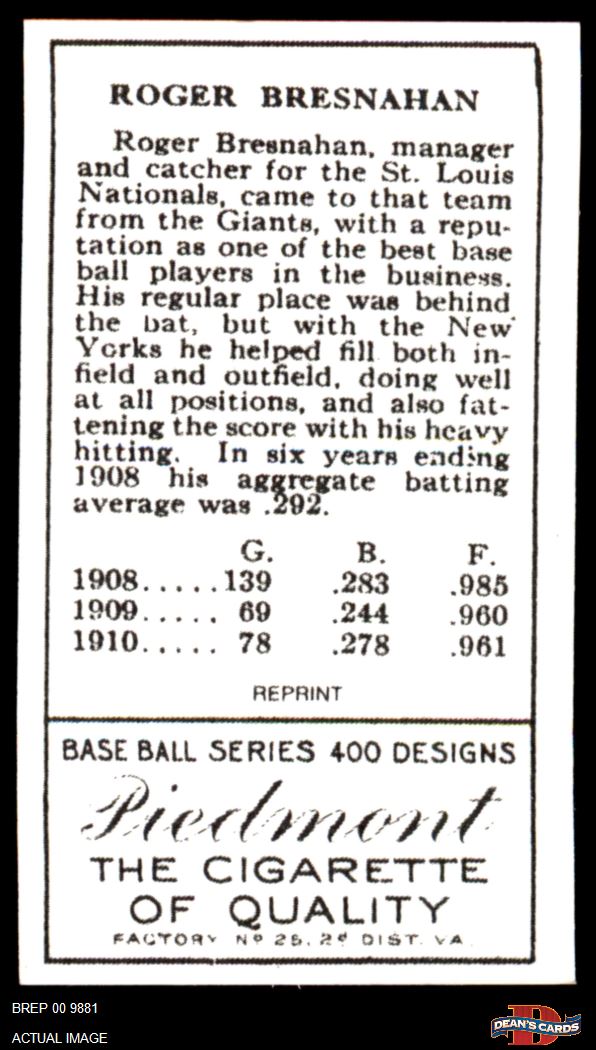 ROGER BRESNAHAN
Roger Bresnahan, manager
and catcher for the St. Louis
Nationals, came to that team
from the Giants, with a repu-
tation as one of the best base
ball players in the business.
His regular place was behind
the bat, but with the New
Yorks he helped fill both in-
field and outfield, doing well
at all positions, and also fat-
tening the score with his heavy
hitting. In six years ending
1908 his aggregate batting
average was .292.
G. B. F.
1908..... 139 .283 .985
1909..... 69 .244 .960
1910..... 78 .278 .961
REPRINT
BASE BALL SERIES 400 DESIGNS
Piedmont
THE CIGARETTE
OF QUALITY
FACTORY Nº 25, 2ᵈ DIST. VA.
BREP 00 9881
ACTUAL IMAGE
D
DEAN'S CARDS